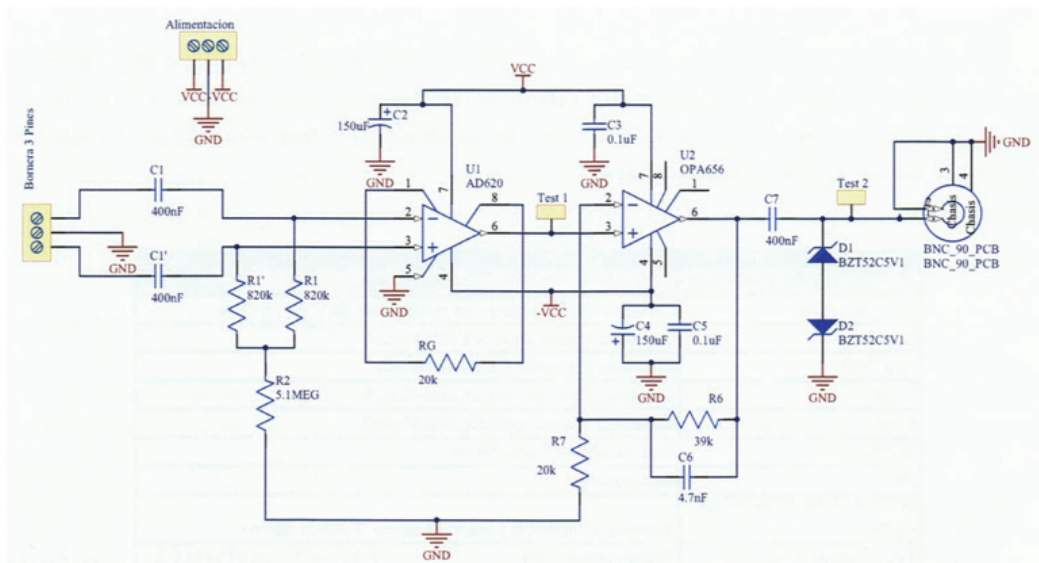 Alimentacion
VCC
-VCC
GND
Bornera 3 Pines
C1
400nF
GND
C1'
400nF
R1'
820k
R1
820k
R2
5.1MEG
VCC
C2
150uF
GND
C3
0.1uF
GND
U1
AD620
1
7
8
2
3
6
5
4
GND
RG
20k
Test 1
-VCC
U2
OPA656
7
8
1
2
3
6
4
5
C4
150uF
C5
0.1uF
GND
R6
39k
C6
4.7nF
R7
20k
GND
C7
400nF
Test 2
D1
BZT52C5V1
D2
BZT52C5V1
GND
GND
3
4
Chasis
Chasis
BNC_90_PCB
BNC_90_PCB